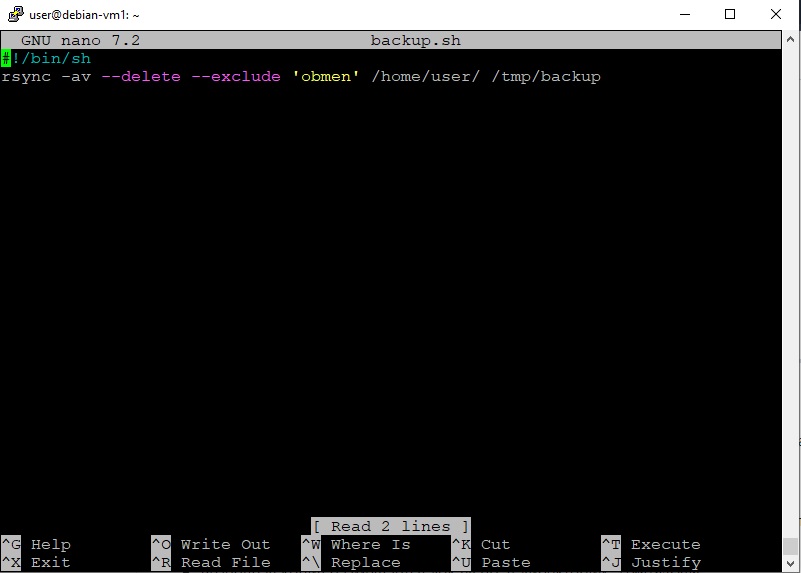 user@debian-vm1: ~
GNU nano 7.2 backup.sh
#!/bin/sh
rsync -av --delete --exclude 'obmen' /home/user/ /tmp/backup
[ Read 2 lines ]
^G Help ^O Write Out ^W Where Is ^K Cut ^T Execute
^X Exit ^R Read File ^\ Replace ^U Paste ^J Justify